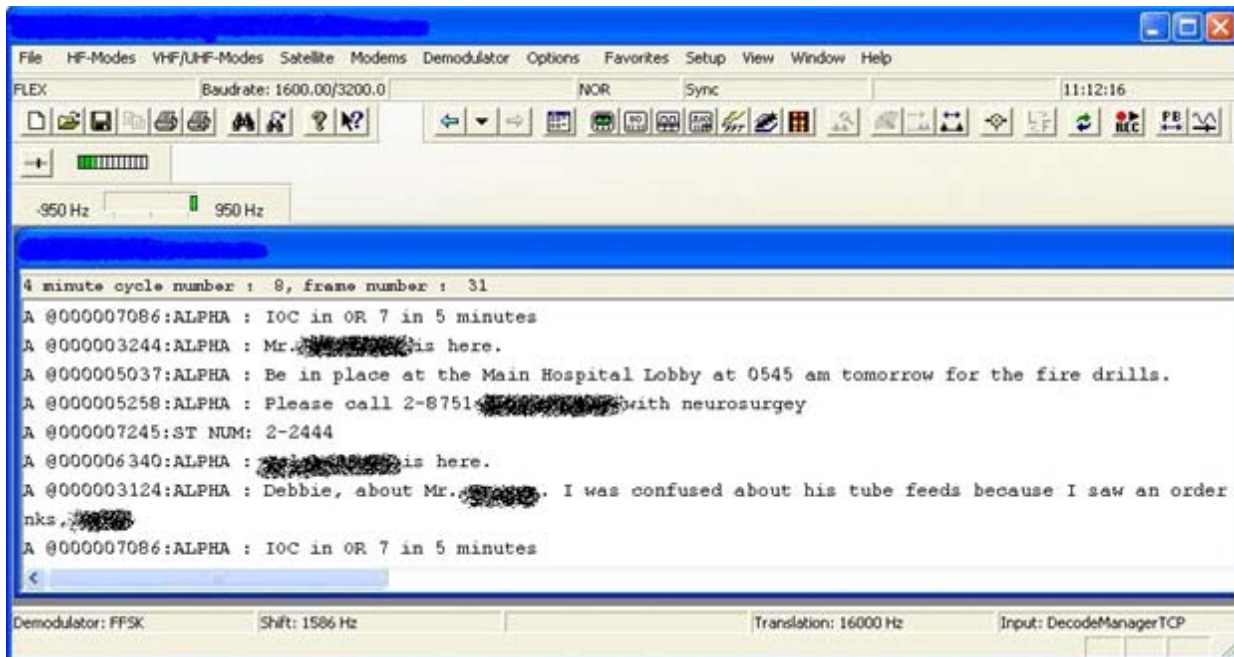 File HF-Modes VHF/UHF-Modes Satellite Modems Demodulator Options Favorites Setup View Window Help
FLEX Baudrate: 1600.00/3200.0 NOR Sync 11:12:16
REC PB
-950 Hz 950 Hz
4 minute cycle number : 8, frame number : 31
A @000007086:ALPHA : IOC in OR 7 in 5 minutes
A @000003244:ALPHA : Mr. is here.
A @000005037:ALPHA : Be in place at the Main Hospital Lobby at 0545 am tomorrow for the fire drills.
A @000005258:ALPHA : Please call 2-8751 with neurosurgey
A @000007245:ST NUM: 2-2444
A @000006340:ALPHA : is here.
A @000003124:ALPHA : Debbie, about Mr. . I was confused about his tube feeds because I saw an order
nks,
A @000007086:ALPHA : IOC in OR 7 in 5 minutes
Demodulator: FFSK Shift: 1586 Hz Translation: 16000 Hz Input: DecodeManagerTCP